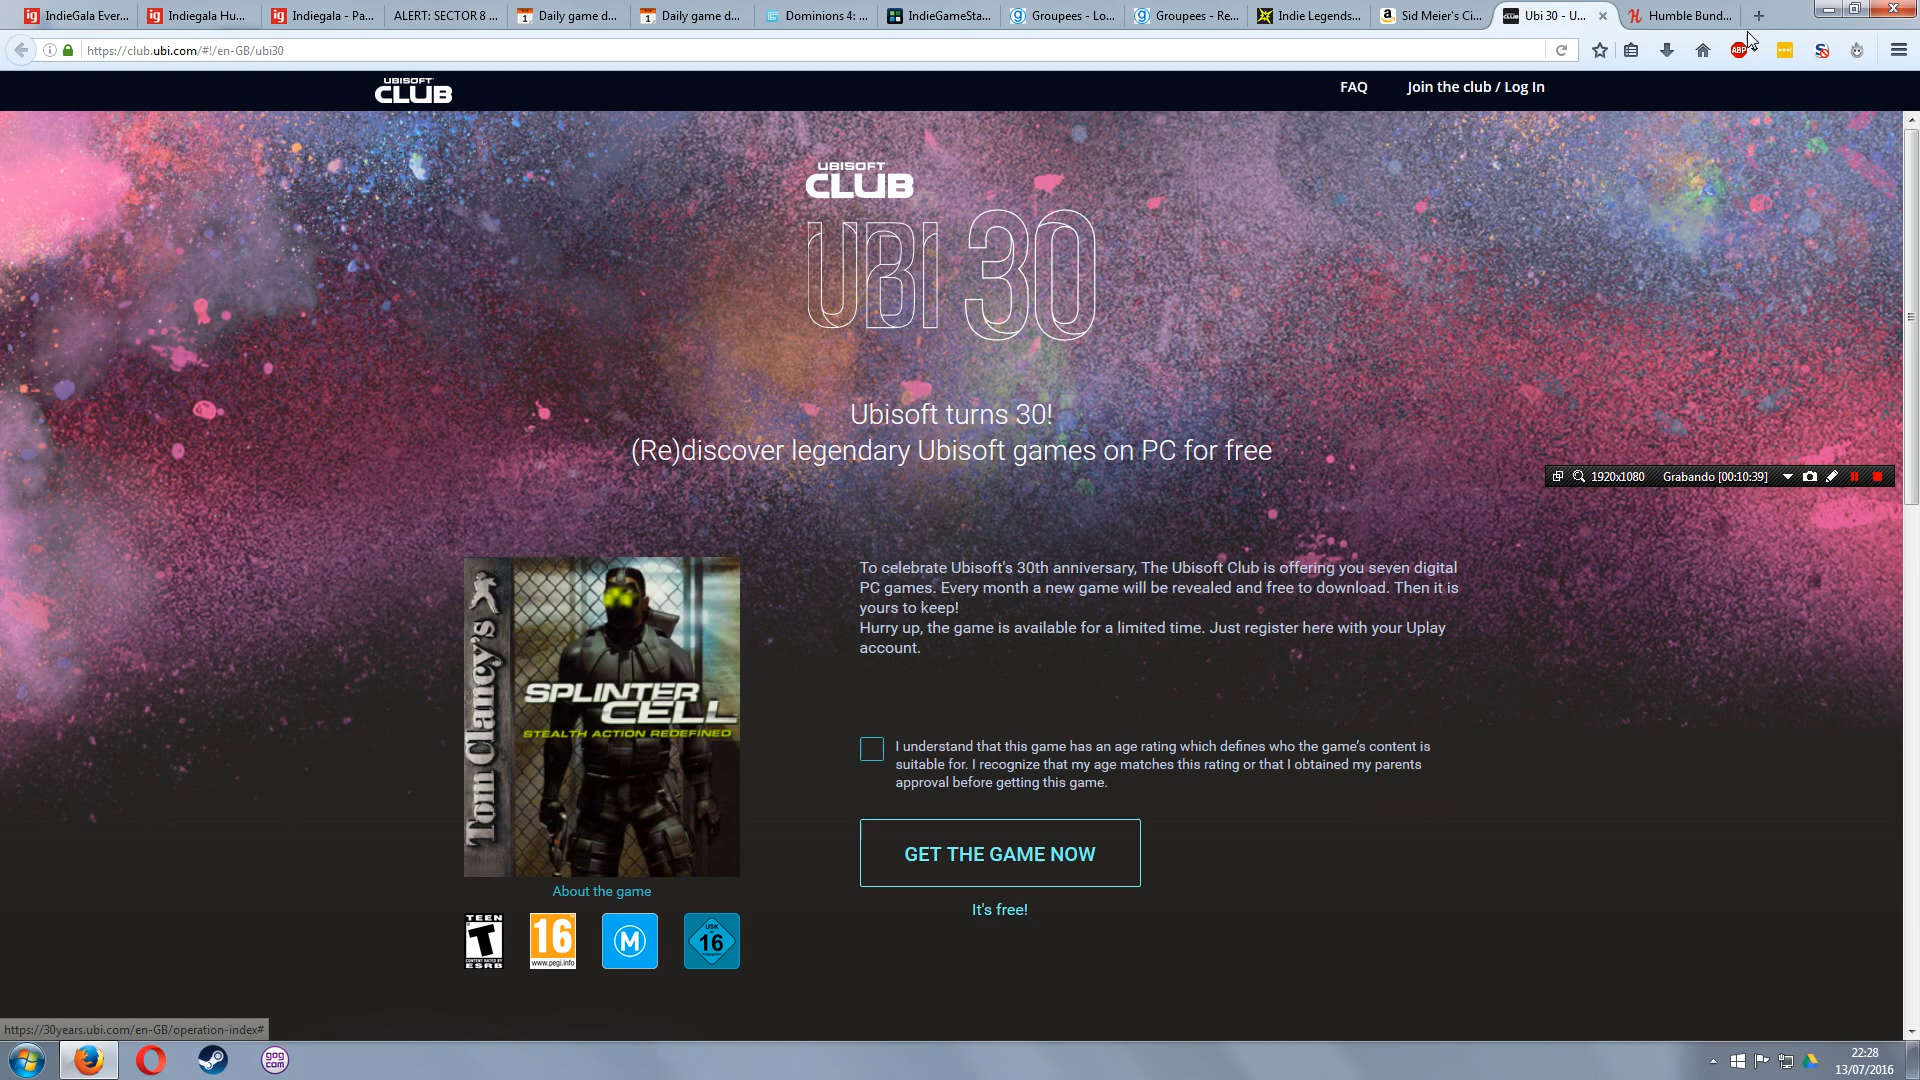 IndieGala Ever...
Indiegala Hu...
Indiegala - Pa...
ALERT: SECTOR 8 ...
Daily game d...
Daily game d...
Dominions 4: ...
IndieGameSta...
Groupees - Lo...
Groupees - Re...
Indie Legends...
Sid Meier's Ci...
Ubi 30 - U...
Humble Bund...
https://club.ubi.com/#!/en-GB/ubi30
ABP
UBISOFT
CLUB
FAQ
Join the club / Log In
UBISOFT
CLUB
UBI 30
Ubisoft turns 30!
(Re)discover legendary Ubisoft games on PC for free
1920x1080 Grabando [00:10:39]
Tom Clancy's
SPLINTER
CELL
STEALTH ACTION REDEFINED
To celebrate Ubisoft's 30th anniversary, The Ubisoft Club is offering you seven digital
PC games. Every month a new game will be revealed and free to download. Then it is
yours to keep!
Hurry up, the game is available for a limited time. Just register here with your Uplay
account.
I understand that this game has an age rating which defines who the game's content is
suitable for. I recognize that my age matches this rating or that I obtained my parents
approval before getting this game.
GET THE GAME NOW
It's free!
About the game
TEEN
T
CONTENT RATED BY
ESRB
16
www.pegi.info
M
USK
16
https://30years.ubi.com/en-GB/operation-index#
gog
com
22:28
13/07/2016